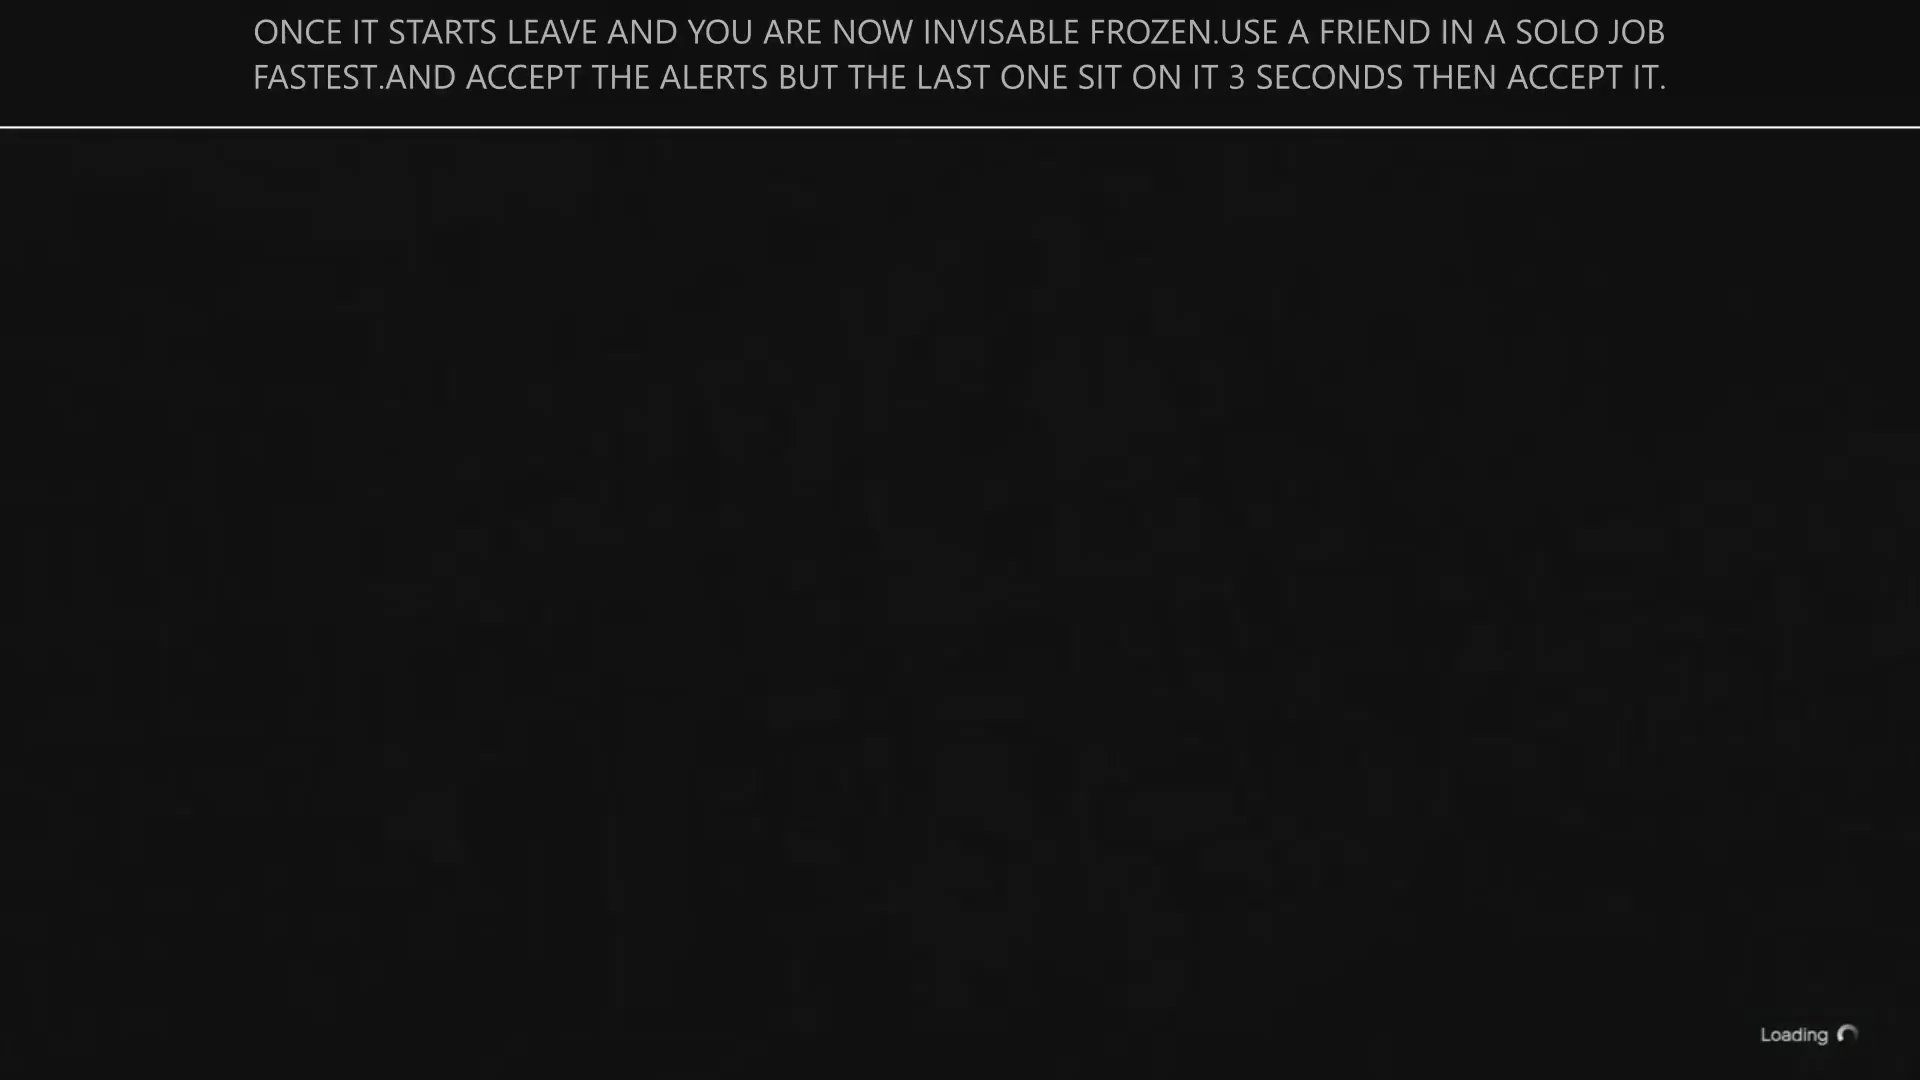 ONCE IT STARTS LEAVE AND YOU ARE NOW INVISABLE FROZEN.USE A FRIEND IN A SOLO JOB
FASTEST.AND ACCEPT THE ALERTS BUT THE LAST ONE SIT ON IT 3 SECONDS THEN ACCEPT IT.
Loading